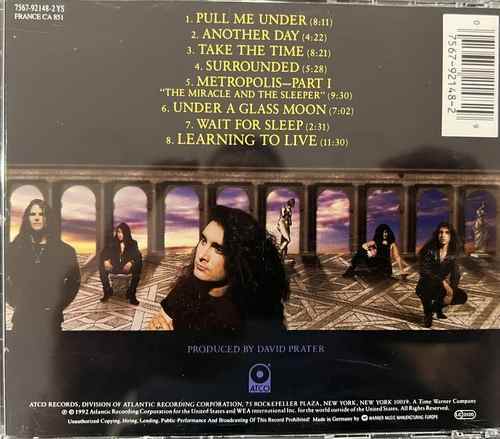 7567-92148-2 YS
FRANCE CA 851
1. PULL ME UNDER (8:11)
2. ANOTHER DAY (4:22)
3. TAKE THE TIME (8:21)
4. SURROUNDED (5:28)
5. METROPOLIS—PART I
"THE MIRACLE AND THE SLEEPER" (9:30)
6. UNDER A GLASS MOON (7:02)
7. WAIT FOR SLEEP (2:31)
8. LEARNING TO LIVE (11:30)
0 7567-92148-2 9
PRODUCED BY DAVID PRATER
ATCO
ATCO RECORDS, DIVISION OF ATLANTIC RECORDING CORPORATION, 75 ROCKEFELLER PLAZA, NEW YORK, NEW YORK 10019. A Time Warner Company
℗ © 1992 Atlantic Recording Corporation for the United States and WEA International Inc. for the world outside of the United States. All Rights Reserved.
Unauthorized Copying, Hiring, Lending, Public Performance And Broadcasting Of This Record Prohibited! Made in Germany by WARNER MUSIC MANUFACTURING EUROPE